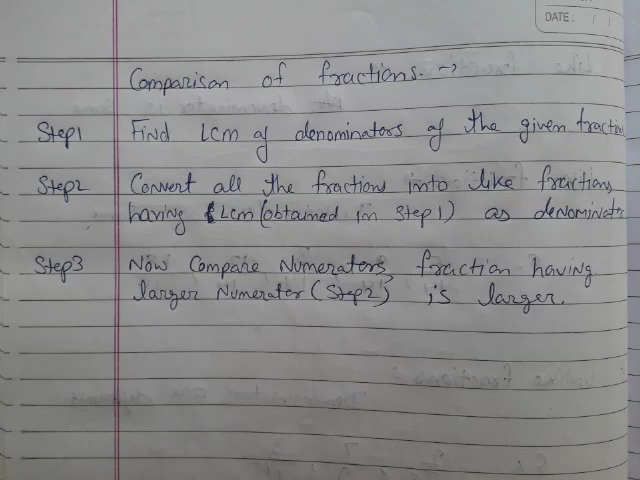 DATE:
Comparison of fractions. →
Step1 Find LCM of denominators of the given fraction
Step2 Convert all the fractions into like fractions
having LCM (obtained in Step 1) as denominator
Step3 Now Compare Numerators, fraction having
larger Numerator (Step2) is larger.